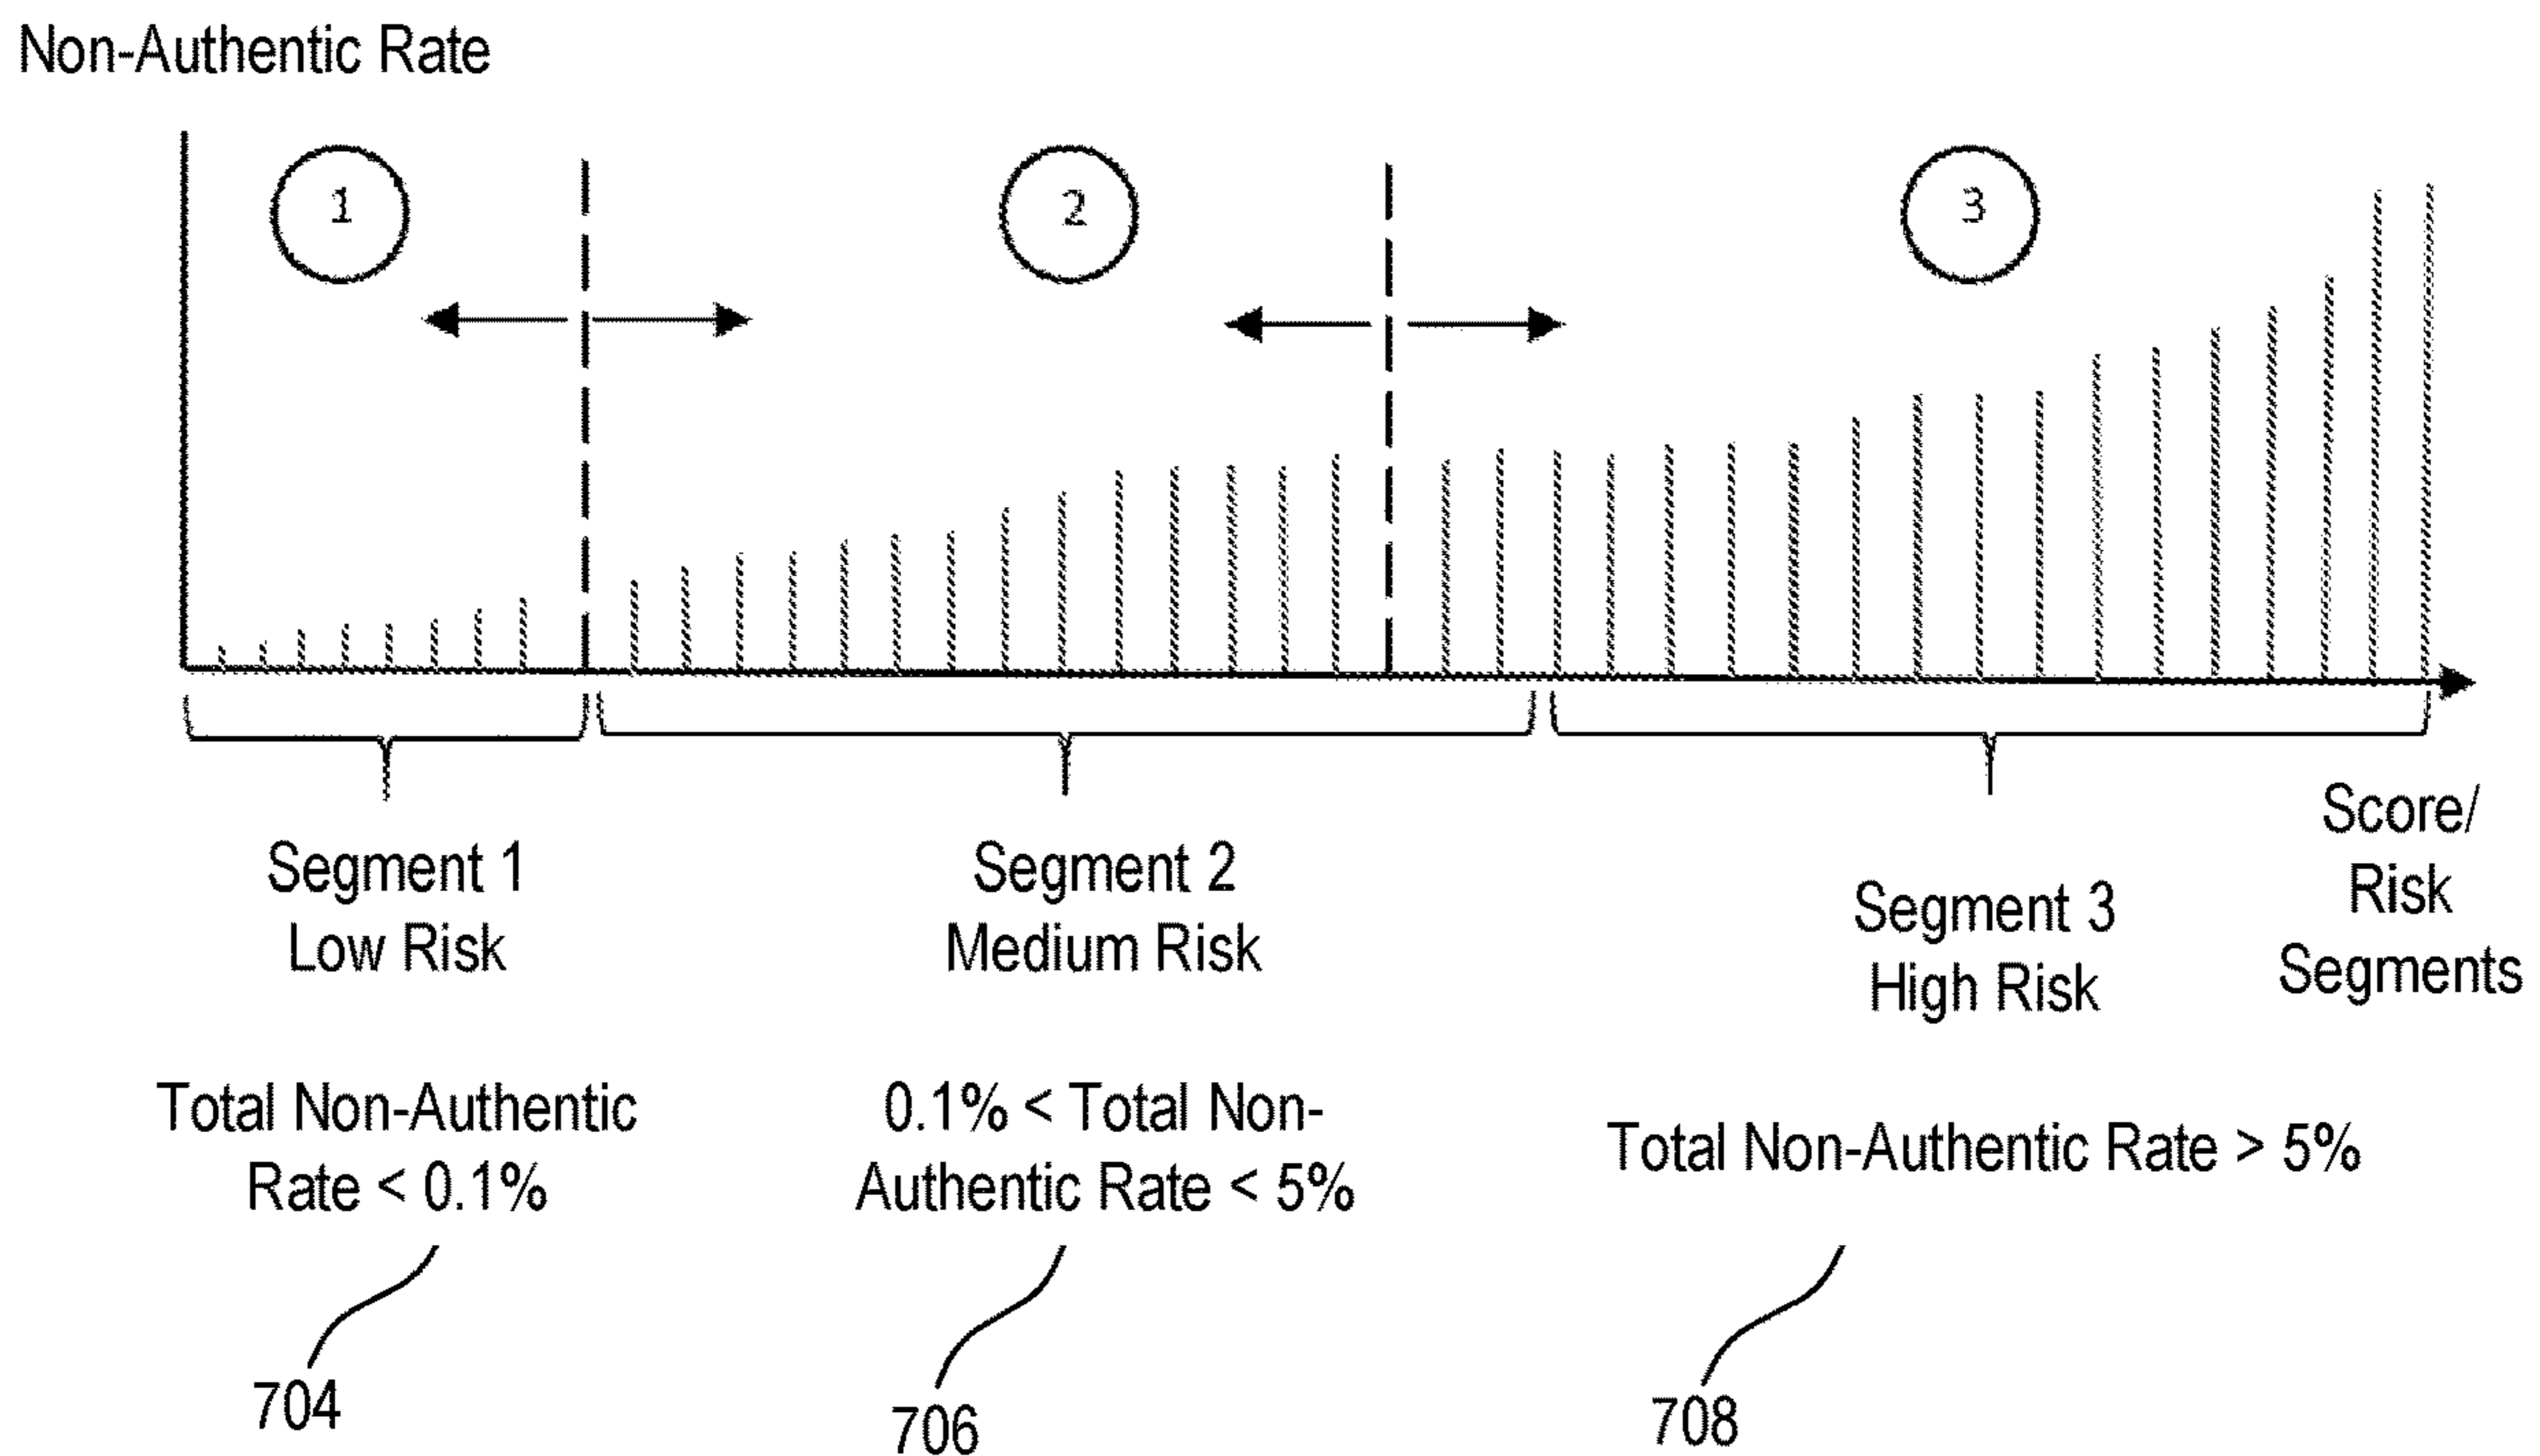 Non-Authentic Rate
1
2
3
Segment 1
Low Risk
Segment 2
Medium Risk
Segment 3
High Risk
Score/
Risk
Segments
Total Non-Authentic
Rate < 0.1%
0.1% < Total Non-
Authentic Rate < 5%
Total Non-Authentic Rate > 5%
704
706
708